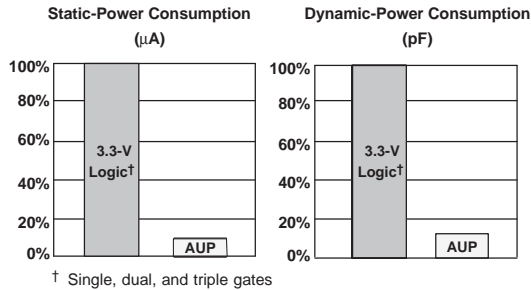 Static-Power Consumption
(µA)
100%
80%
60%
40%
20%
0%
3.3-V
Logic†
AUP
Dynamic-Power Consumption
(pF)
100%
80%
60%
40%
20%
0%
3.3-V
Logic†
AUP
† Single, dual, and triple gates